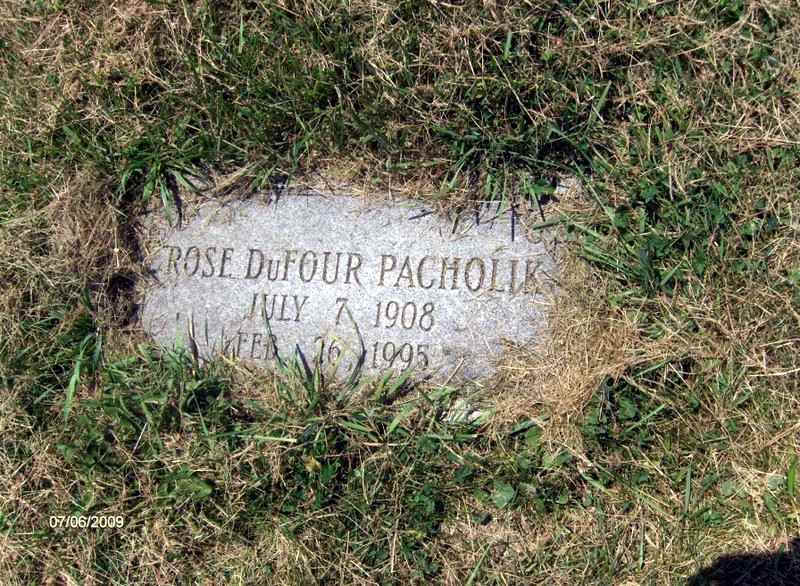 ROSE DuFOUR PACHOLIK
JULY 7 1908
FEB 26 1995
07/06/2009